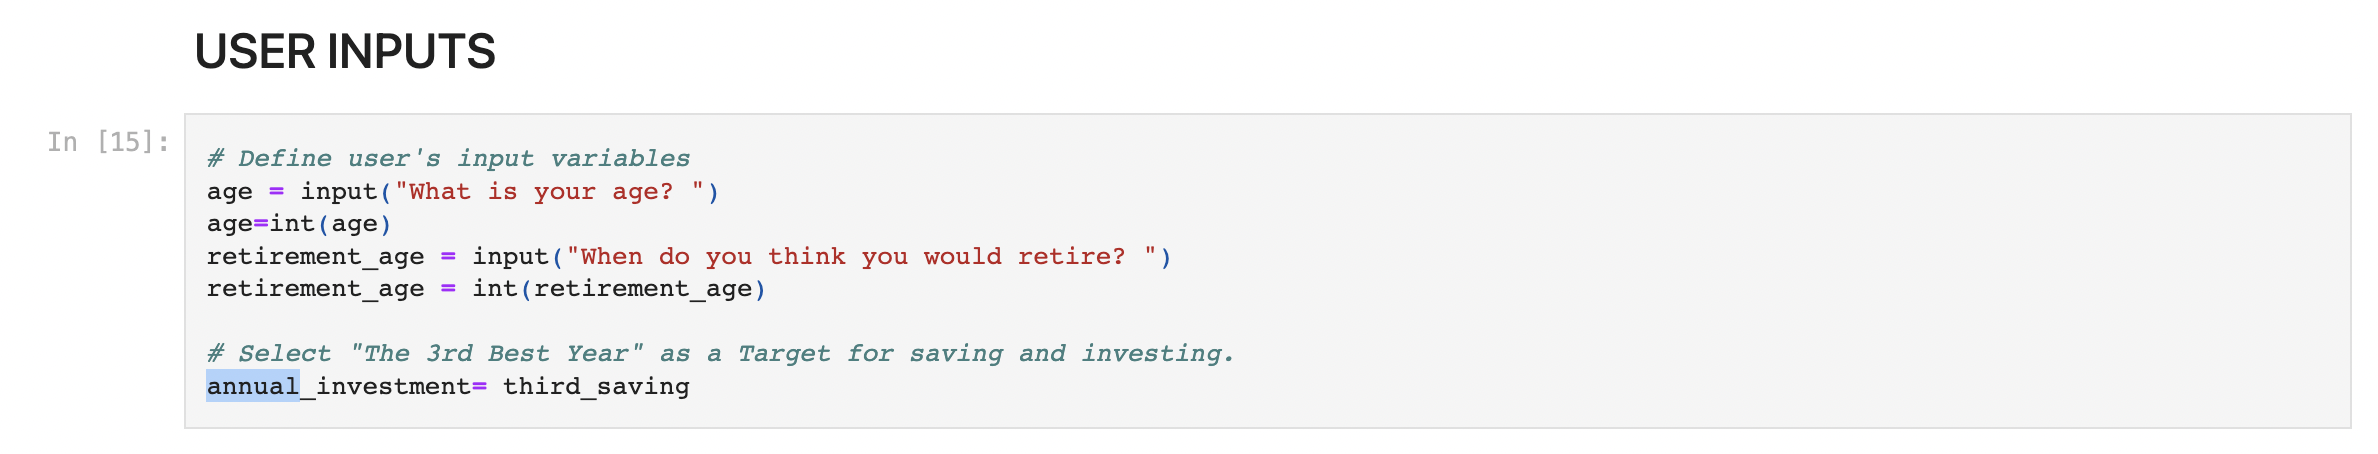 USER INPUTS
In [15]:
# Define user's input variables
age = input("What is your age? ")
age=int(age)
retirement_age = input("When do you think you would retire? ")
retirement_age = int(retirement_age)
# Select "The 3rd Best Year" as a Target for saving and investing.
annual_investment= third_saving